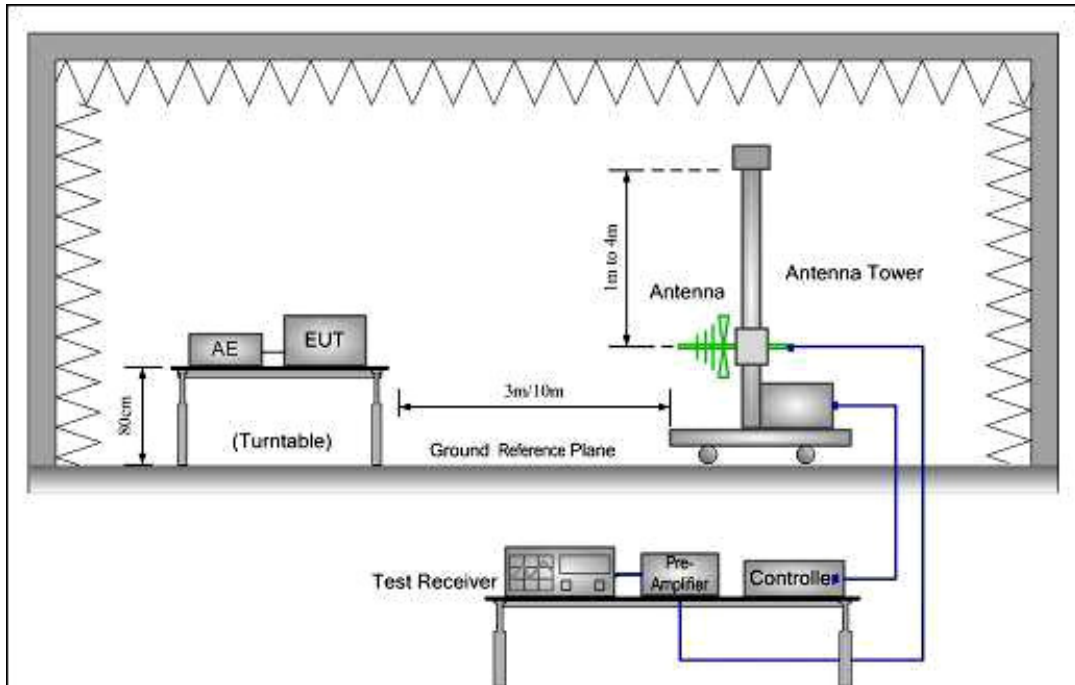 1m to 4m
Antenna Tower
Antenna
AE
EUT
3m/10m
80cm
(Turntable)
Ground Reference Plane
Test Receiver
Pre-
Amplifier
Controller